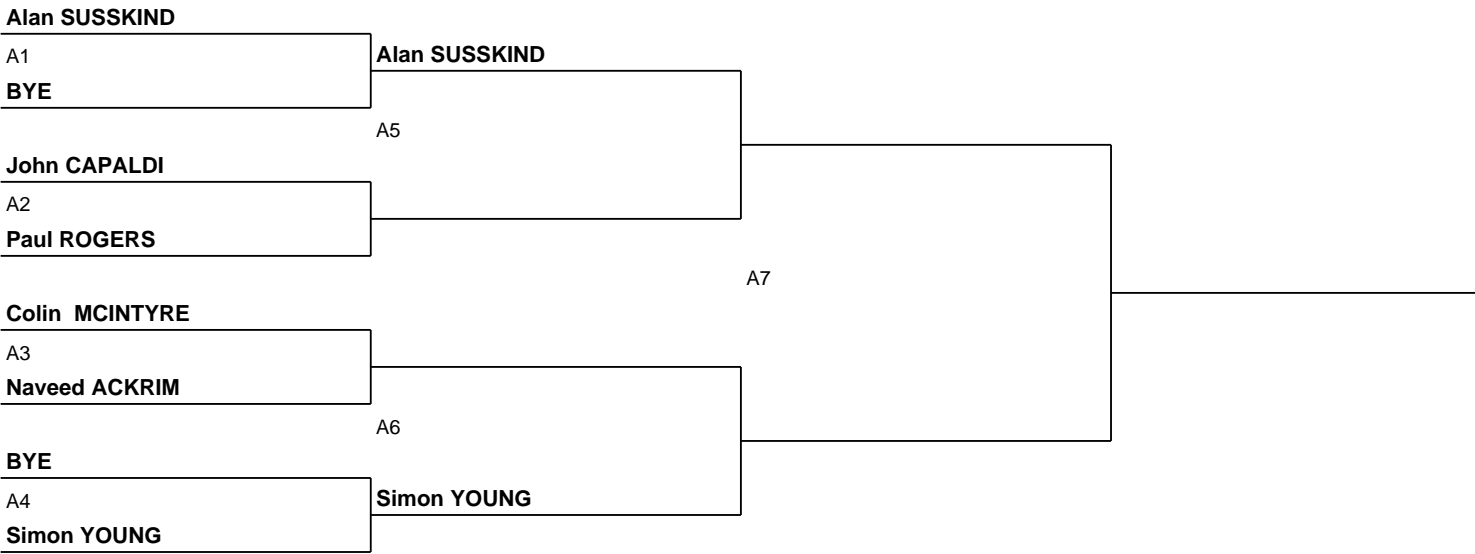 Alan SUSSKIND
A1
Alan SUSSKIND
BYE
A5
John CAPALDI
A2
Paul ROGERS
A7
Colin  MCINTYRE
A3
Naveed ACKRIM
A6
BYE
A4
Simon YOUNG
Simon YOUNG